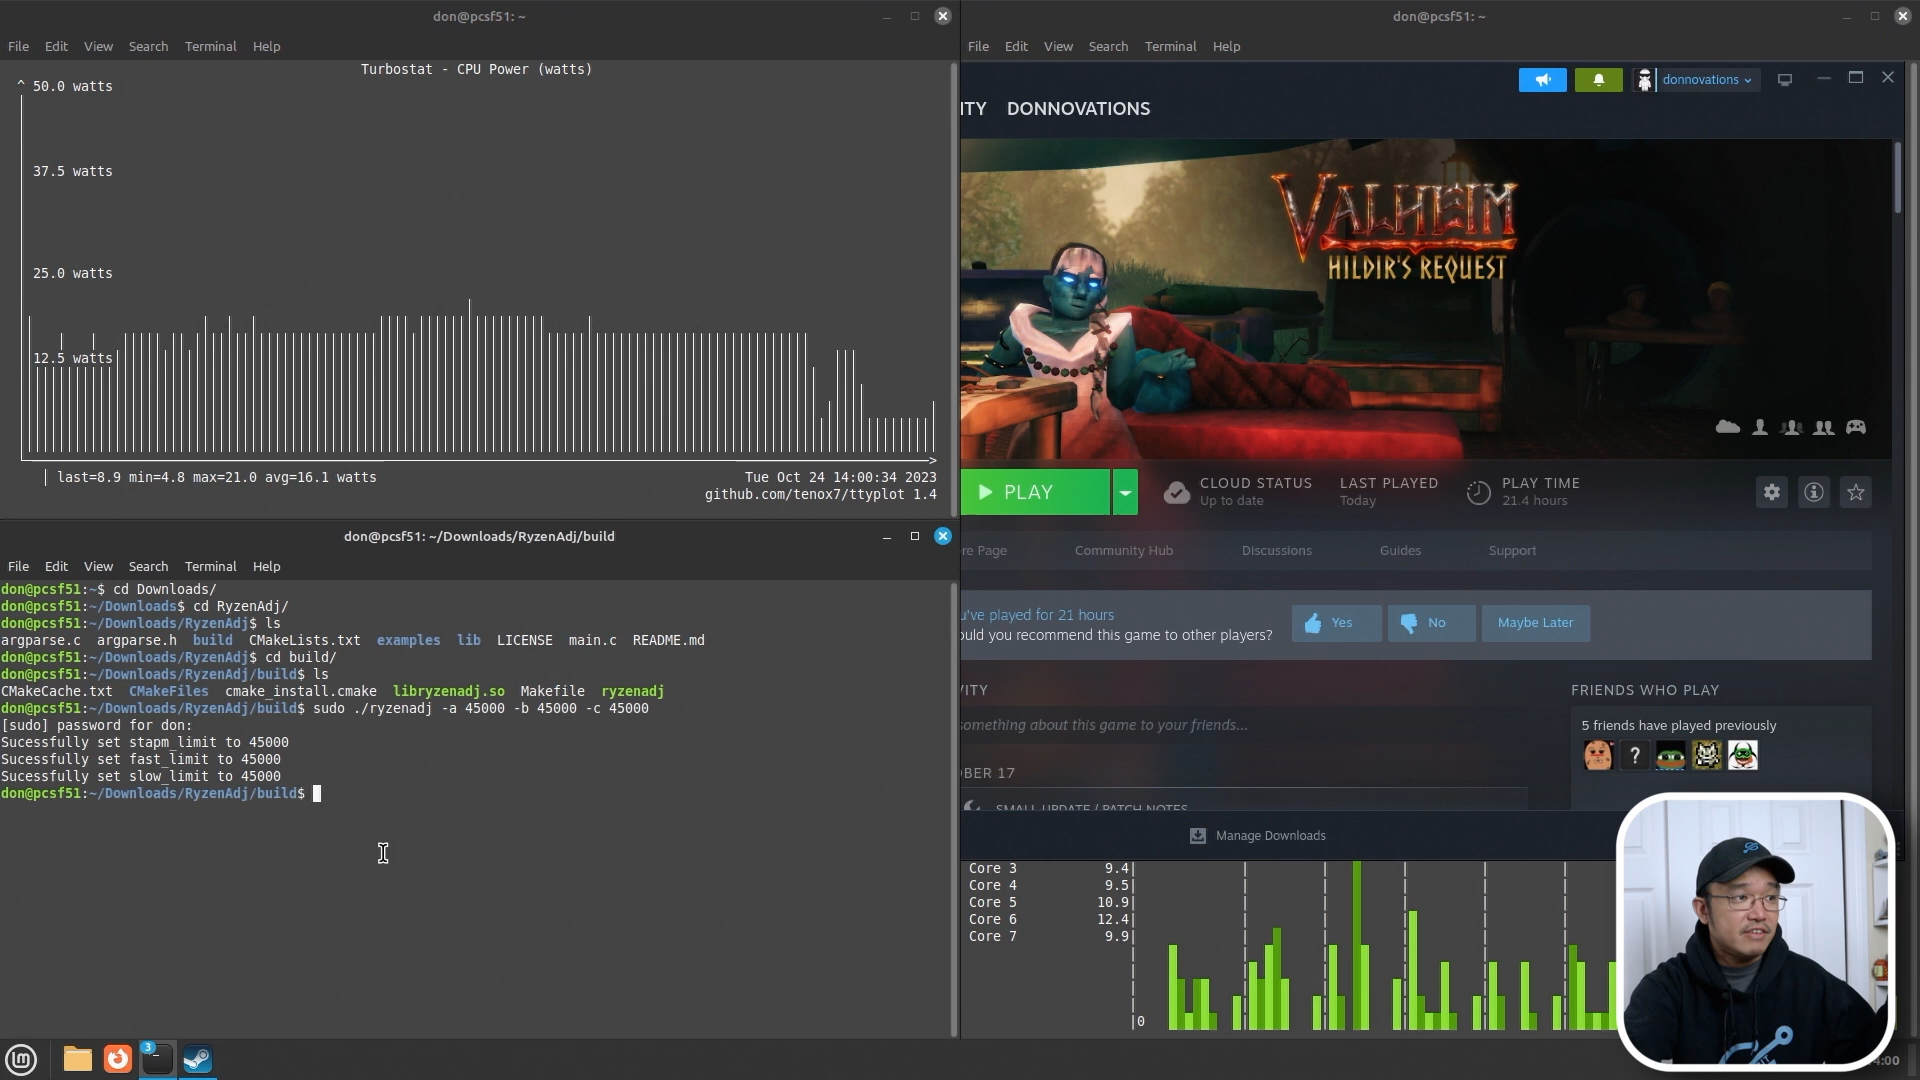 don@pcsf51: ~
File Edit View Search Terminal Help
Turbostat - CPU Power (watts)
^ 50.0 watts
37.5 watts
25.0 watts
12.5 watts
>
| last=8.9 min=4.8 max=21.0 avg=16.1 watts
Tue Oct 24 14:00:34 2023
github.com/tenox7/ttyplot 1.4
don@pcsf51: ~/Downloads/RyzenAdj/build
File Edit View Search Terminal Help
don@pcsf51:~$ cd Downloads/
don@pcsf51:~/Downloads$ cd RyzenAdj/
don@pcsf51:~/Downloads/RyzenAdj$ ls
argparse.c argparse.h build CMakeLists.txt examples lib LICENSE main.c README.md
don@pcsf51:~/Downloads/RyzenAdj$ cd build/
don@pcsf51:~/Downloads/RyzenAdj/build$ ls
CMakeCache.txt CMakeFiles cmake_install.cmake libryzenadj.so Makefile ryzenadj
don@pcsf51:~/Downloads/RyzenAdj/build$ sudo ./ryzenadj -a 45000 -b 45000 -c 45000
[sudo] password for don:
Sucessfully set stapm_limit to 45000
Sucessfully set fast_limit to 45000
Sucessfully set slow_limit to 45000
don@pcsf51:~/Downloads/RyzenAdj/build$
3
don@pcsf51: ~
File Edit View Search Terminal Help
donnovations
ITY DONNOVATIONS
VALHEIM
HILDIR'S REQUEST
PLAY
CLOUD STATUS
Up to date
LAST PLAYED
Today
PLAY TIME
21.4 hours
re Page Community Hub Discussions Guides Support
u've played for 21 hours
ould you recommend this game to other players?
Yes No Maybe Later
VITY
something about this game to your friends...
FRIENDS WHO PLAY
5 friends have played previously
?
OBER 17
SMALL UPDATE / PATCH NOTES
Manage Downloads
Core 3 9.4
Core 4 9.5
Core 5 10.9
Core 6 12.4
Core 7 9.9
0
:00